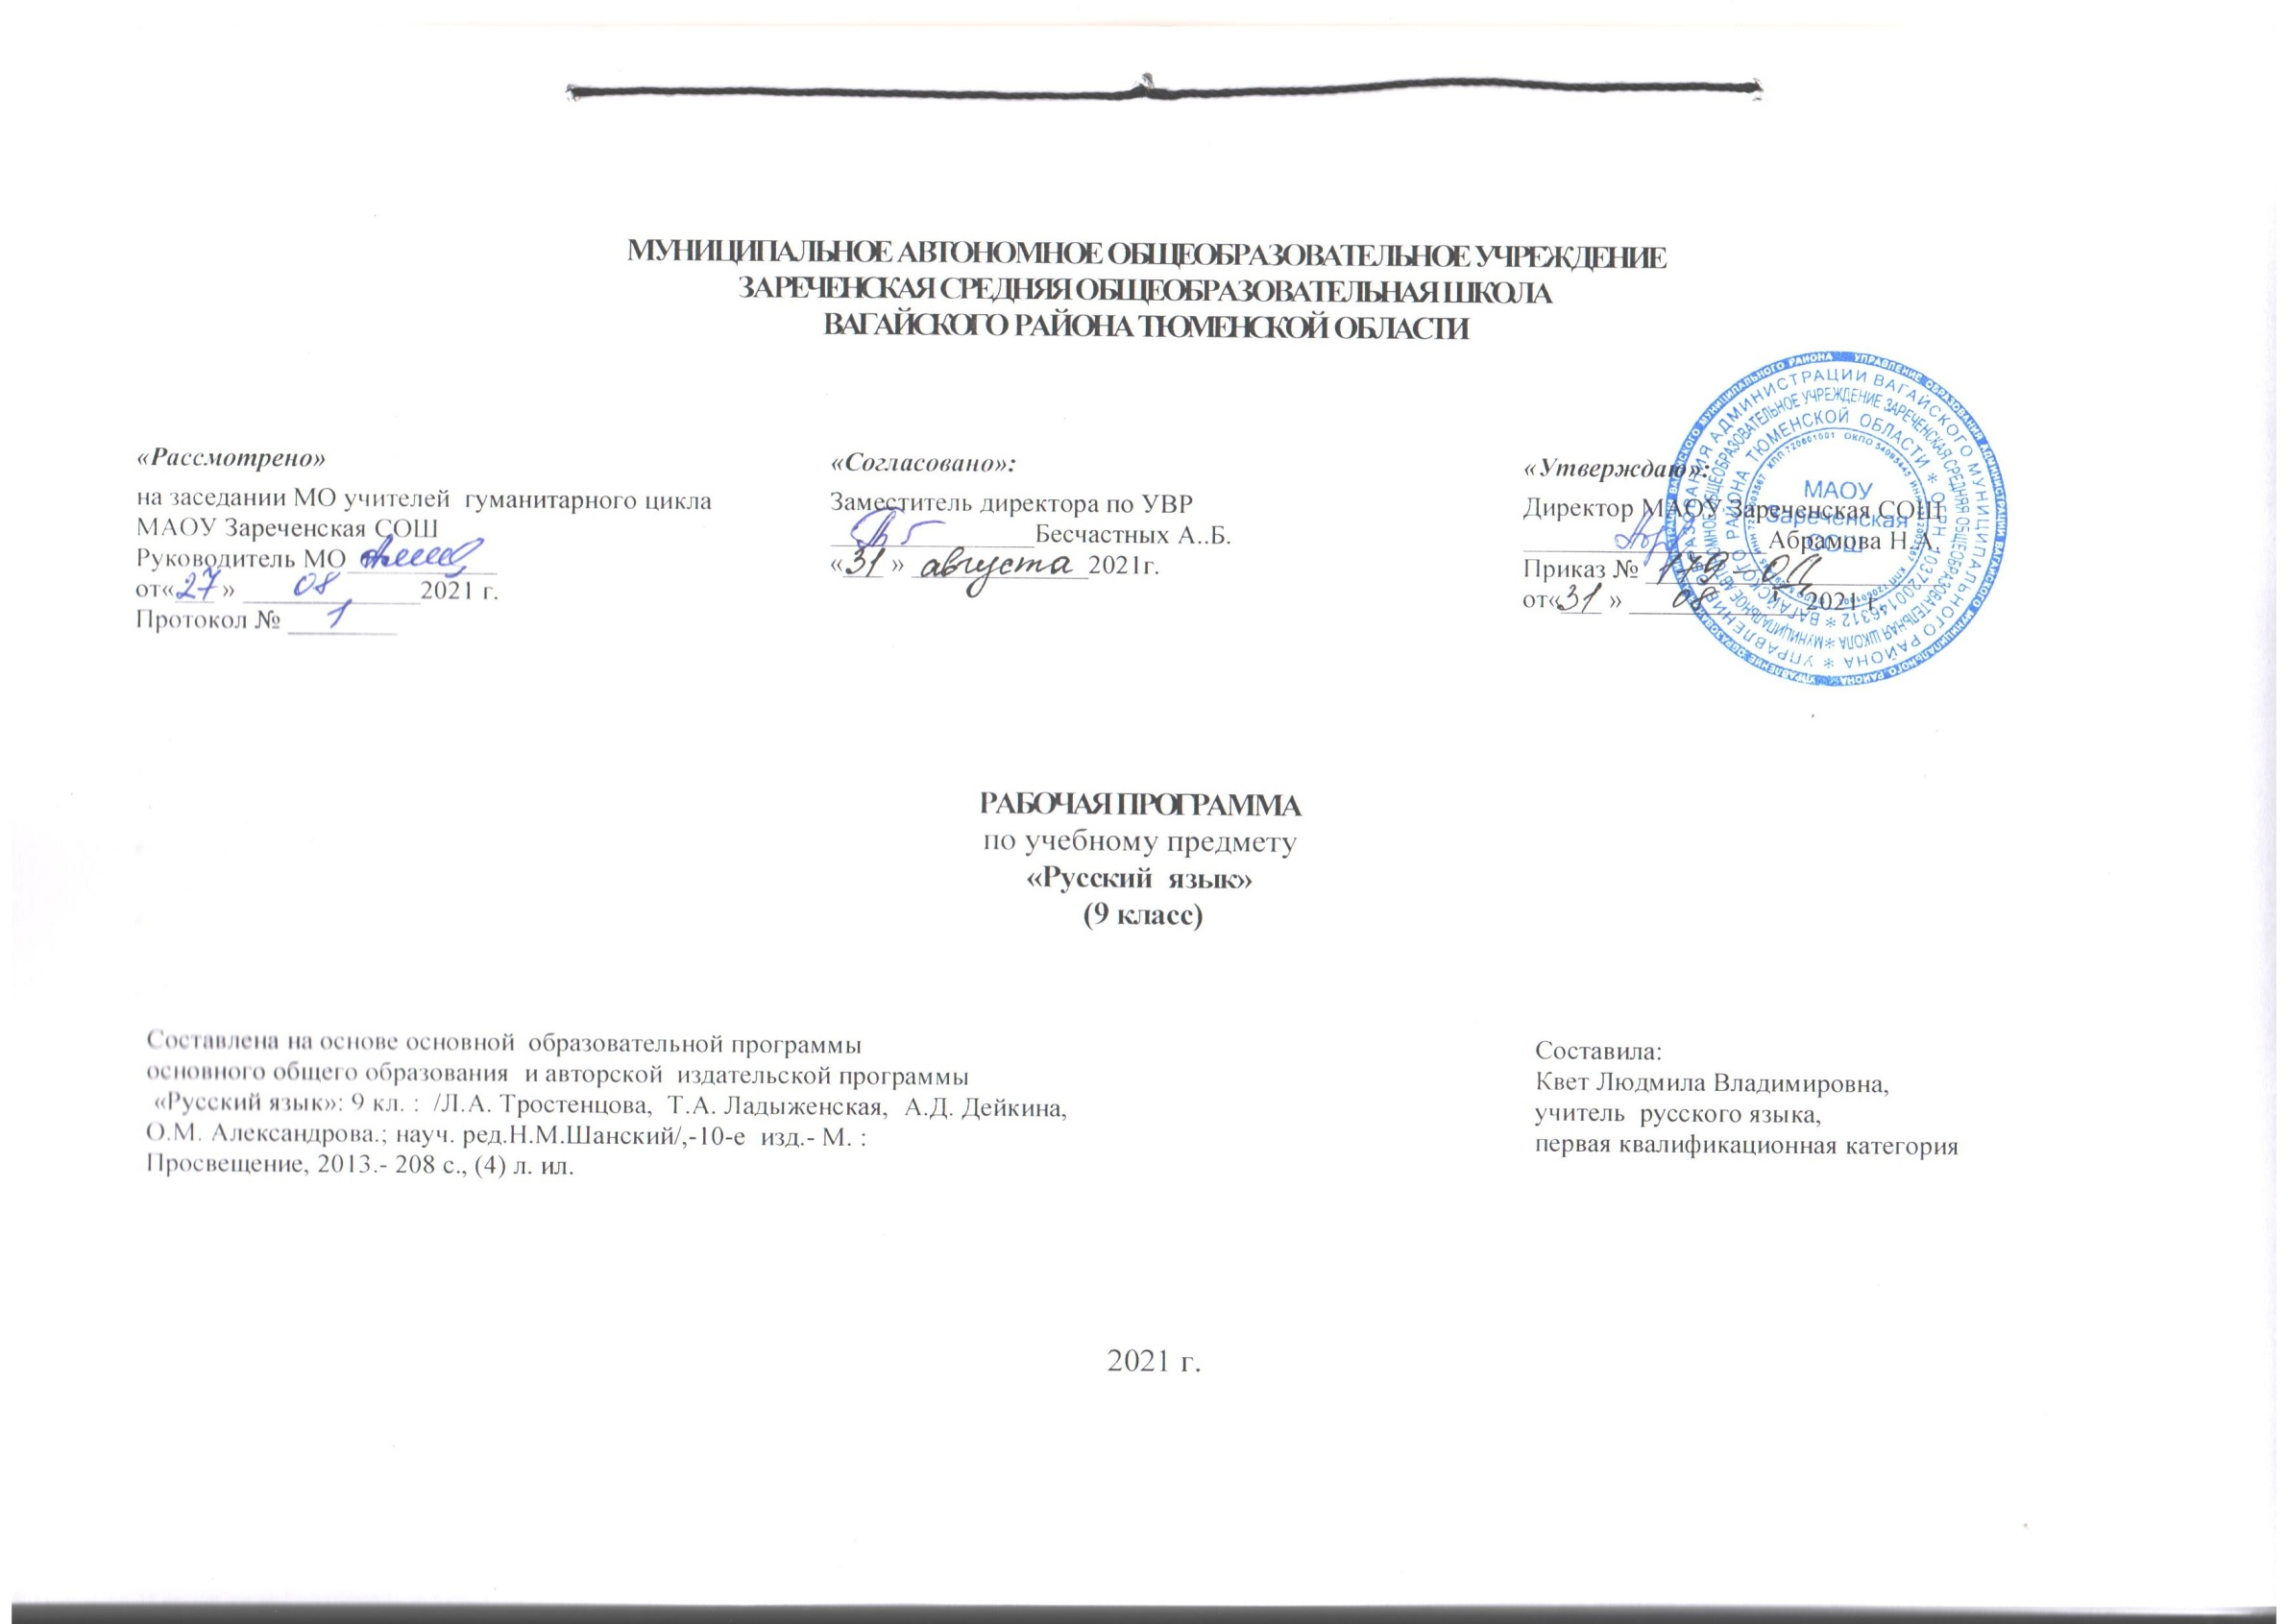 МУНИЦИПАЛЬНОЕ АВТОНОМНОЕ ОБЩЕОБРАЗОВАТЕЛЬНОЕ УЧРЕЖДЕНИЕ
ЗАРЕЧЕНСКАЯ СРЕДНЯЯ ОБЩЕОБРАЗОВАТЕЛЬНАЯ ШКОЛА
ВАГАЙСКОГО РАЙОНА ТЮМЕНСКОЙ ОБЛАСТИ
«Рассмотрено»
на заседании МО учителей гуманитарного цикла
МАОУ Зареченская СОШ
Руководитель МО
от«27» 08 2021 г.
Протокол № 1
«Согласовано»:
Заместитель директора по УВР
Бесчастных А..Б.
«31» августа 2021г.
«Утверждаю»:
Директор МАОУ Зареченская СОШ
Абрамова Н.А.
Приказ № 179-ОД
от«31» 08 2021 г.
МАОУ
Зареченская
СОШ
РАБОЧАЯ ПРОГРАММА
по учебному предмету
«Русский язык»
(9 класс)
Составлена на основе основной образовательной программы
основного общего образования и авторской издательской программы
«Русский язык»: 9 кл. : /Л.А. Тростенцова, Т.А. Ладыженская, А.Д. Дейкина,
О.М. Александрова.; науч. ред.Н.М.Шанский/,-10-е изд.- М. :
Просвещение, 2013.- 208 с., (4) л. ил.
Составила:
Квет Людмила Владимировна,
учитель русского языка,
первая квалификационная категория
2021 г.